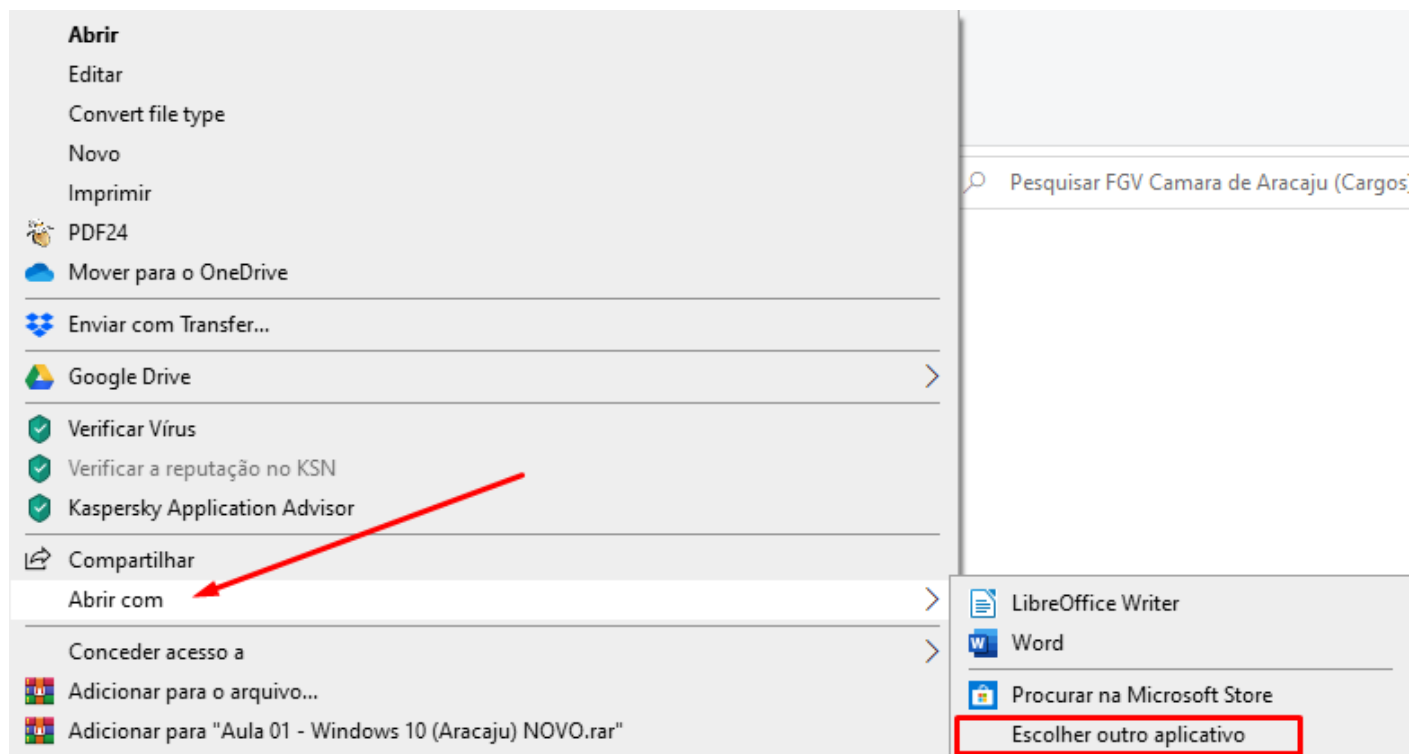 Abrir
Editar
Convert file type
Novo
Imprimir
PDF24
Mover para o OneDrive
Enviar com Transfer...
Google Drive
Verificar Vírus
Verificar a reputação no KSN
Kaspersky Application Advisor
Compartilhar
Abrir com
Conceder acesso a
Adicionar para o arquivo...
Adicionar para "Aula 01 - Windows 10 (Aracaju) NOVO.rar"
Pesquisar FGV Camara de Aracaju (Cargos)
LibreOffice Writer
Word
Procurar na Microsoft Store
Escolher outro aplicativo